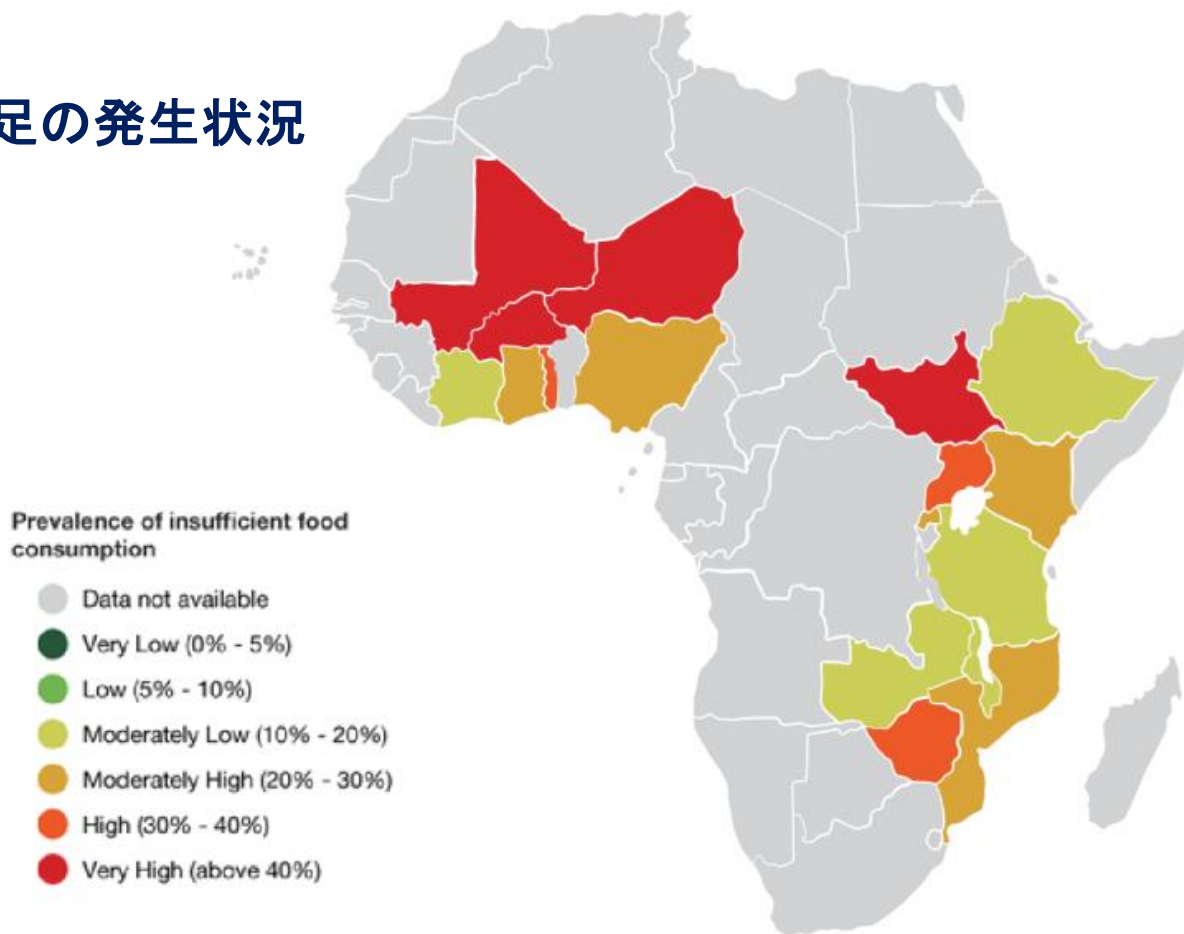 足の発生状況
Prevalence of insufficient food
consumption
Data not available
Very Low (0% - 5%)
Low (5% - 10%)
Moderately Low (10% - 20%)
Moderately High (20% - 30%)
High (30% - 40%)
Very High (above 40%)